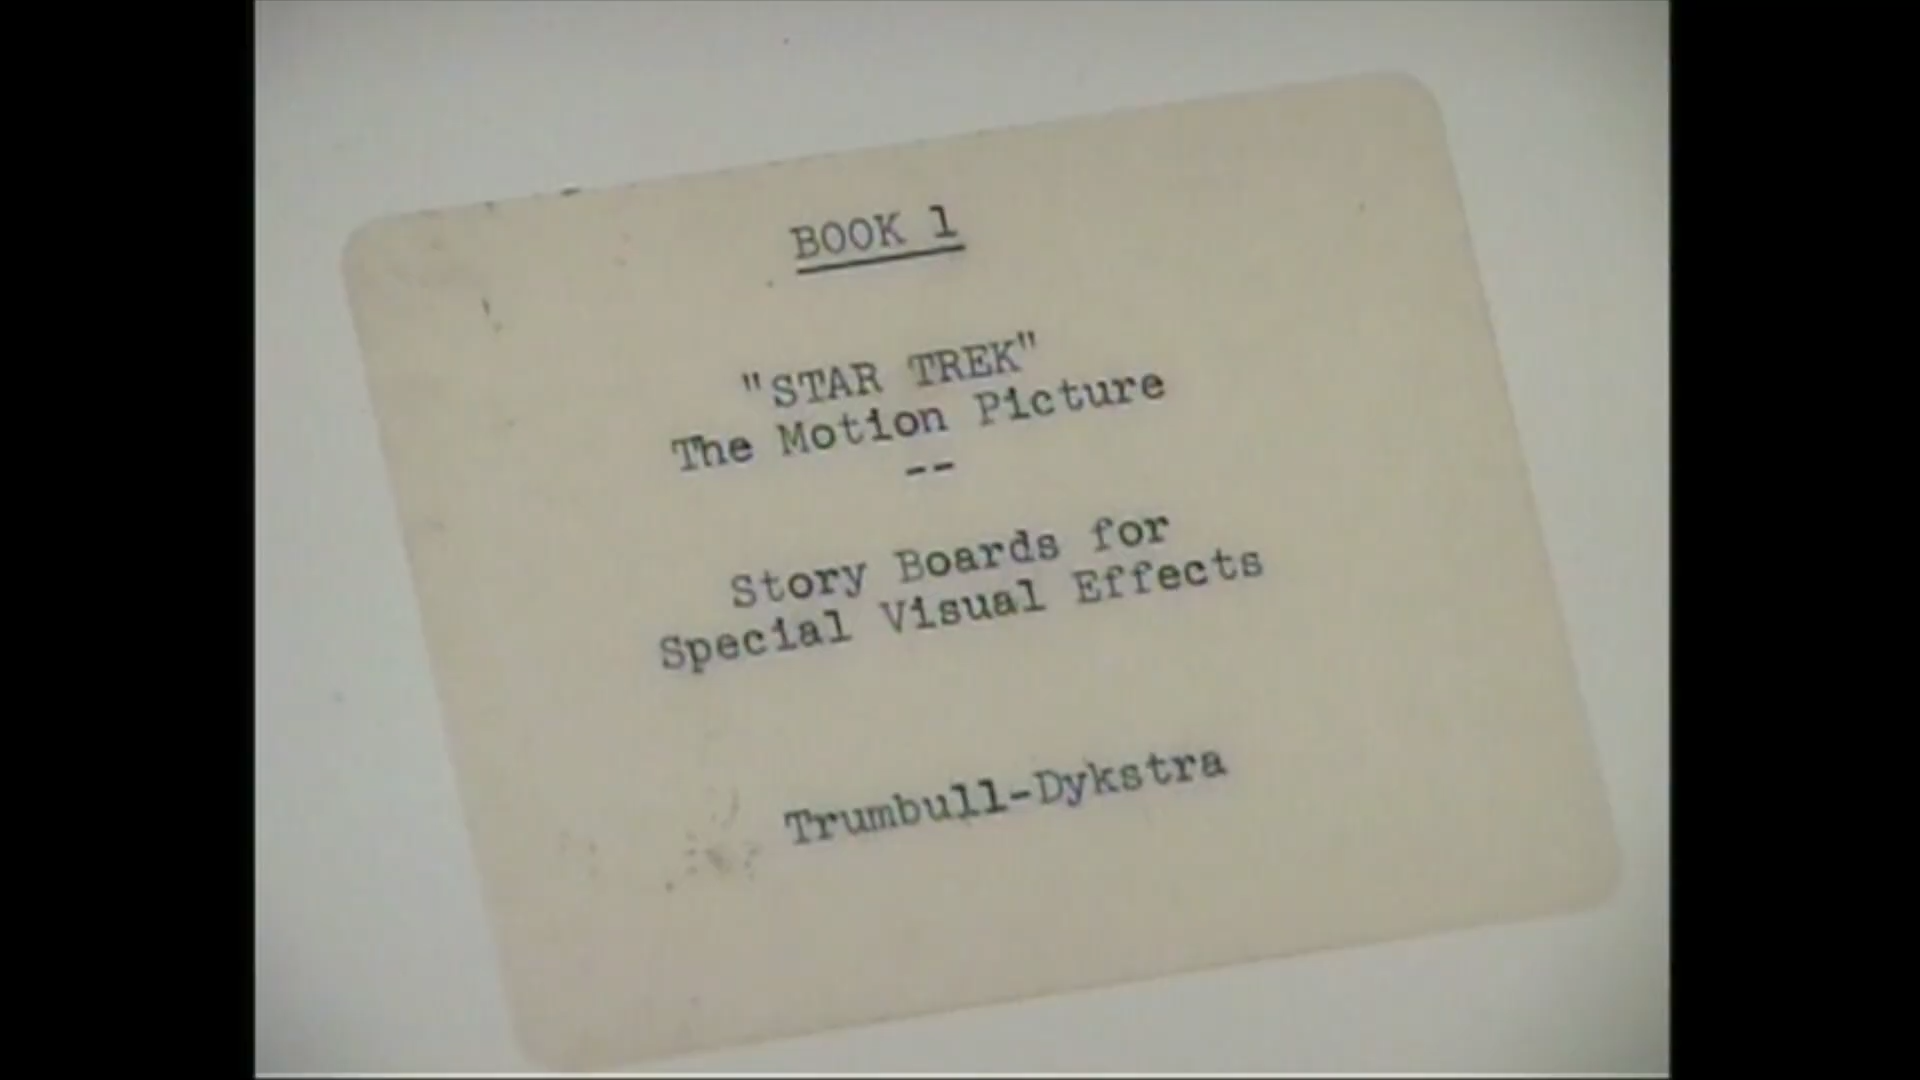 BOOK 1
"STAR TREK"
The Motion Picture
--
Story Boards for
Special Visual Effects
Trumbull-Dykstra